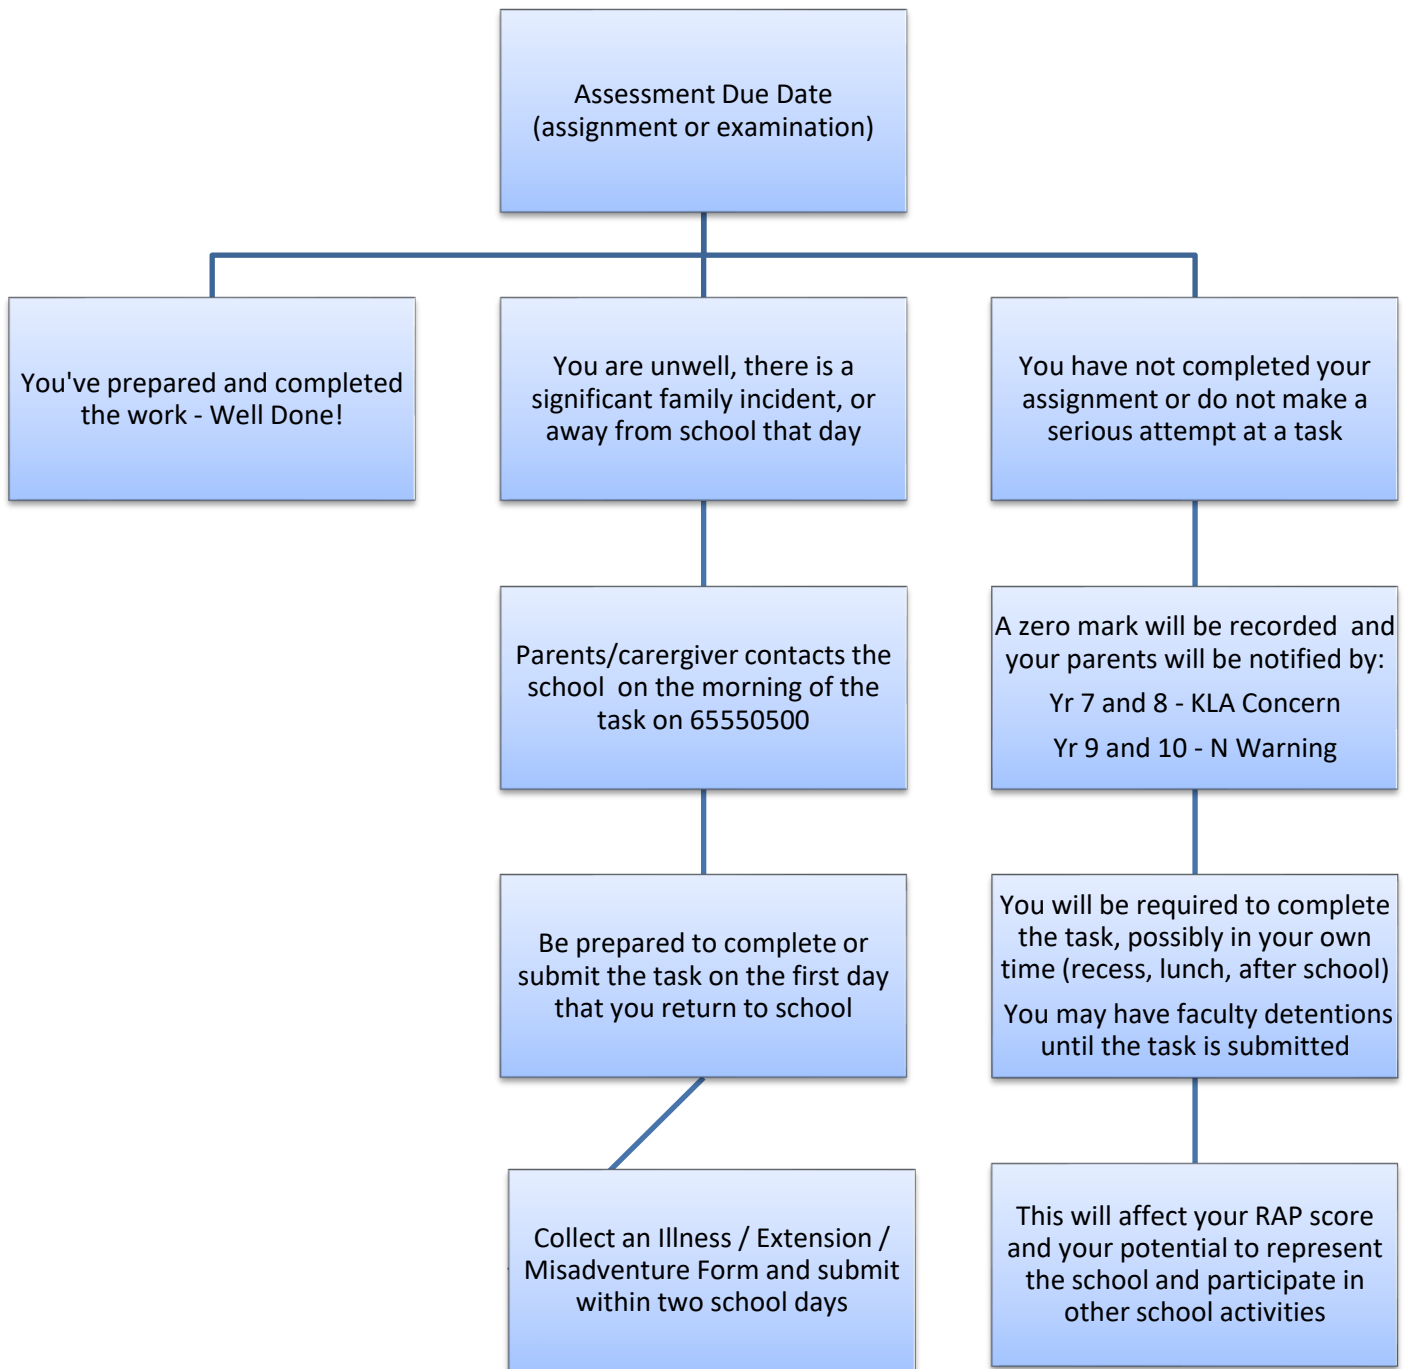 Assessment Due Date
(assignment or examination)
You've prepared and completed
the work - Well Done!
You are unwell, there is a
significant family incident, or
away from school that day
You have not completed your
assignment or do not make a
serious attempt at a task
Parents/carergiver contacts the
school on the morning of the
task on 65550500
A zero mark will be recorded and
your parents will be notified by:
Yr 7 and 8 - KLA Concern
Yr 9 and 10 - N Warning
Be prepared to complete or
submit the task on the first day
that you return to school
You will be required to complete
the task, possibly in your own
time (recess, lunch, after school)
You may have faculty detentions
until the task is submitted
Collect an Illness / Extension /
Misadventure Form and submit
within two school days
This will affect your RAP score
and your potential to represent
the school and participate in
other school activities